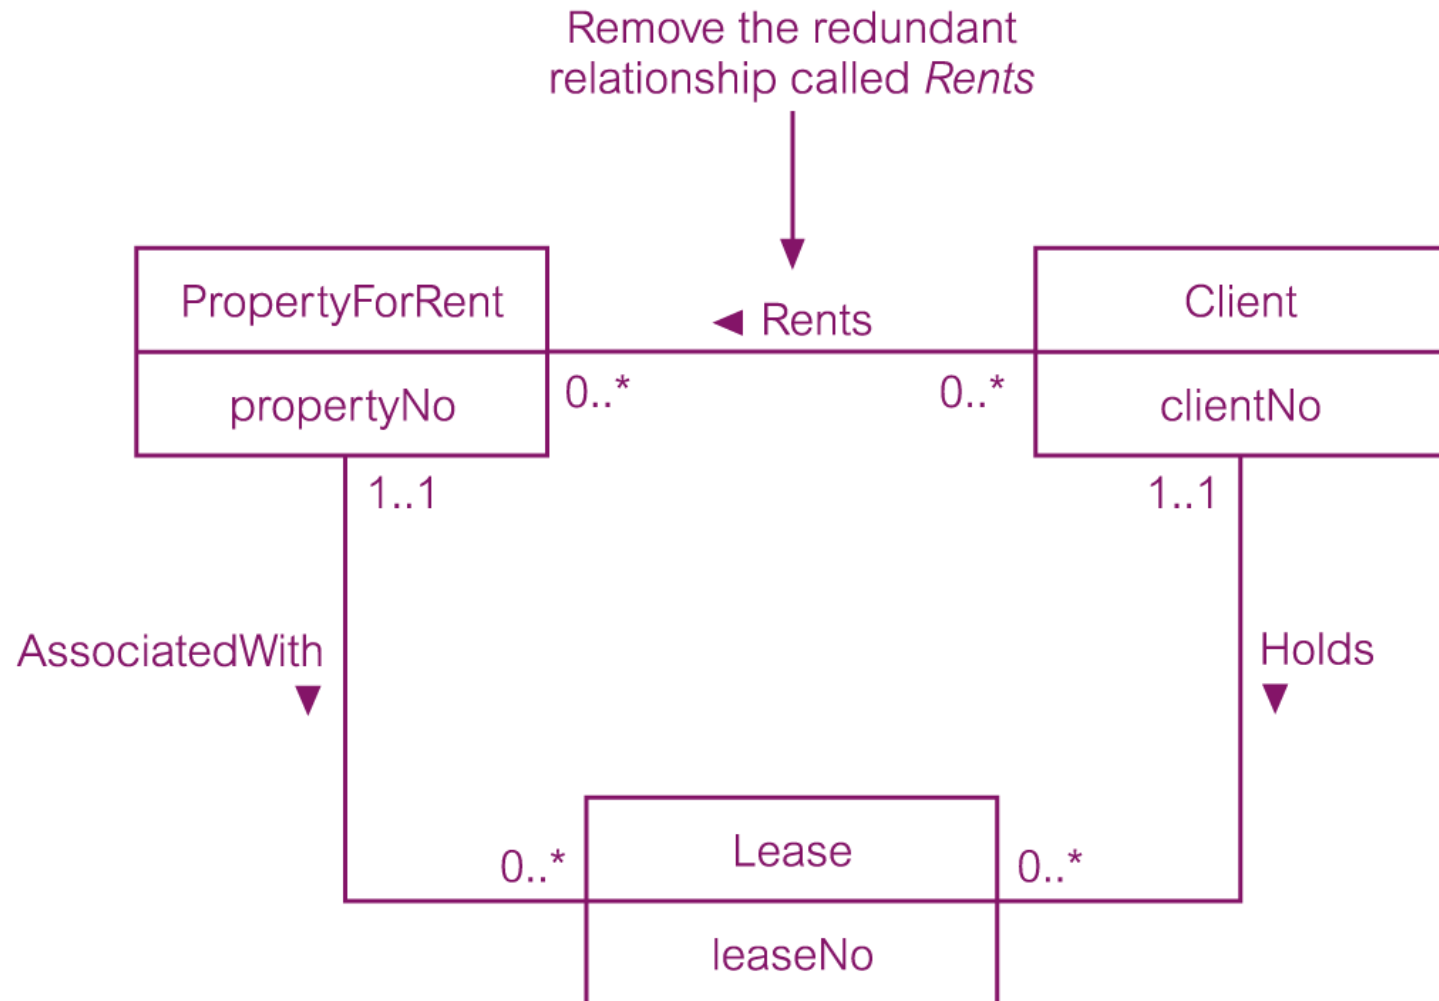 Remove the redundant
relationship called Rents
PropertyForRent
◄ Rents
Client
propertyNo
0..*
0..*
clientNo
1..1
1..1
AssociatedWith
▼
Holds
▼
0..*
Lease
0..*
leaseNo